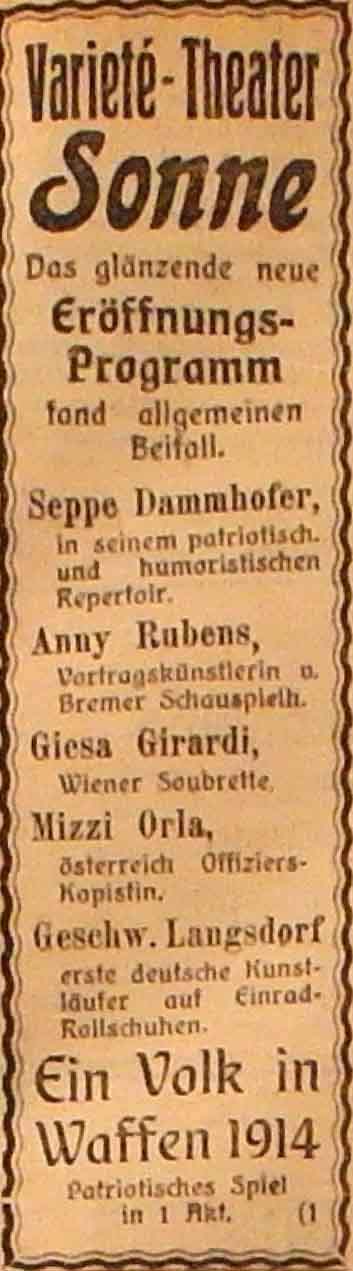 Varieté-Theater
Sonne
Das glänzende neue
Eröffnungs-
Programm
fand allgemeinen
Beifall.
Seppe Dammhofer,
in seinem patriotisch.
und humoristischen
Repertoir.
Anny Rubens,
Vortragskünstlerin v.
Bremer Schauspielh.
Giesa Girardi,
Wiener Soubrette.
Mizzi Orla,
österreich Offiziers-
Kopistin.
Geschw. Langsdorf
erste deutsche Kunst-
läufer auf Einrad-
Rollschuhen.
Ein Volk in
Waffen 1914
Patriotisches Spiel
in 1 Akt. (1